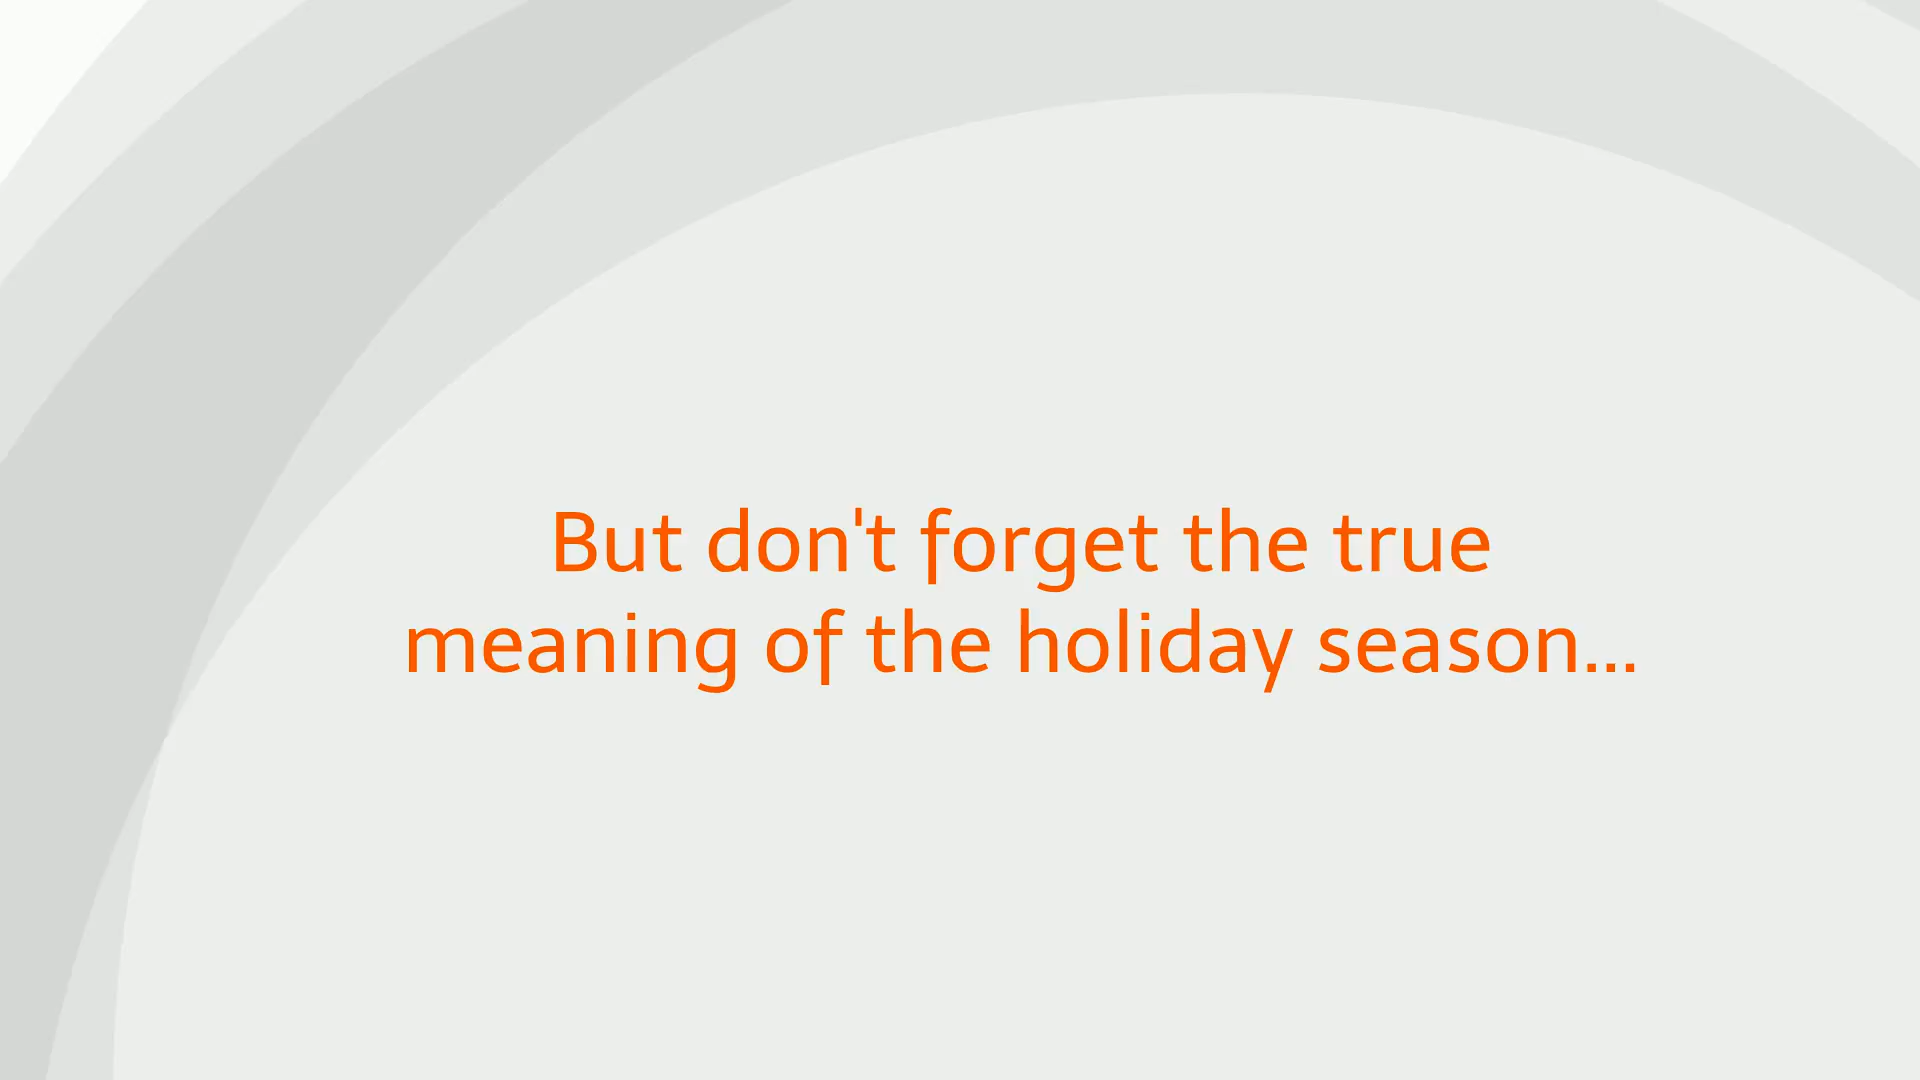 But don't forget the true
meaning of the holiday season...